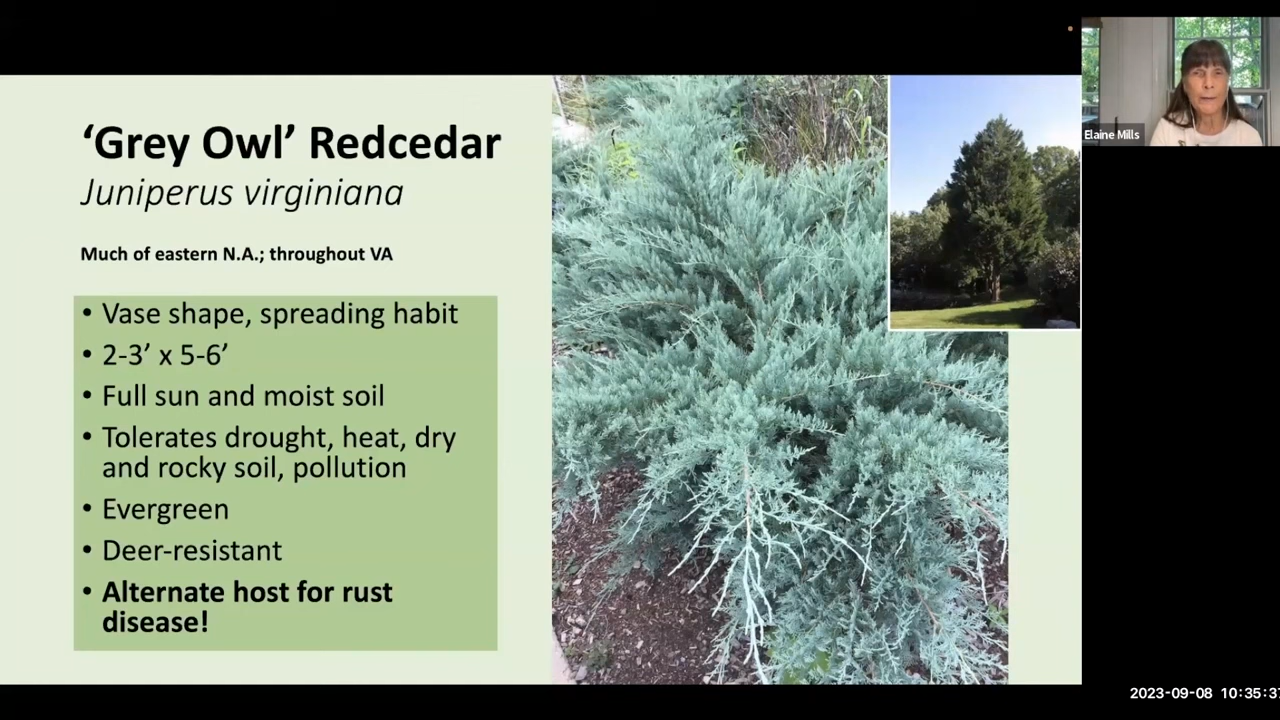 Elaine Mills
‘Grey Owl’ Redcedar
Juniperus virginiana
Much of eastern N.A.; throughout VA
• Vase shape, spreading habit
• 2-3’ x 5-6’
• Full sun and moist soil
• Tolerates drought, heat, dry
and rocky soil, pollution
• Evergreen
• Deer-resistant
• Alternate host for rust
disease!
2023-09-08 10:35:37